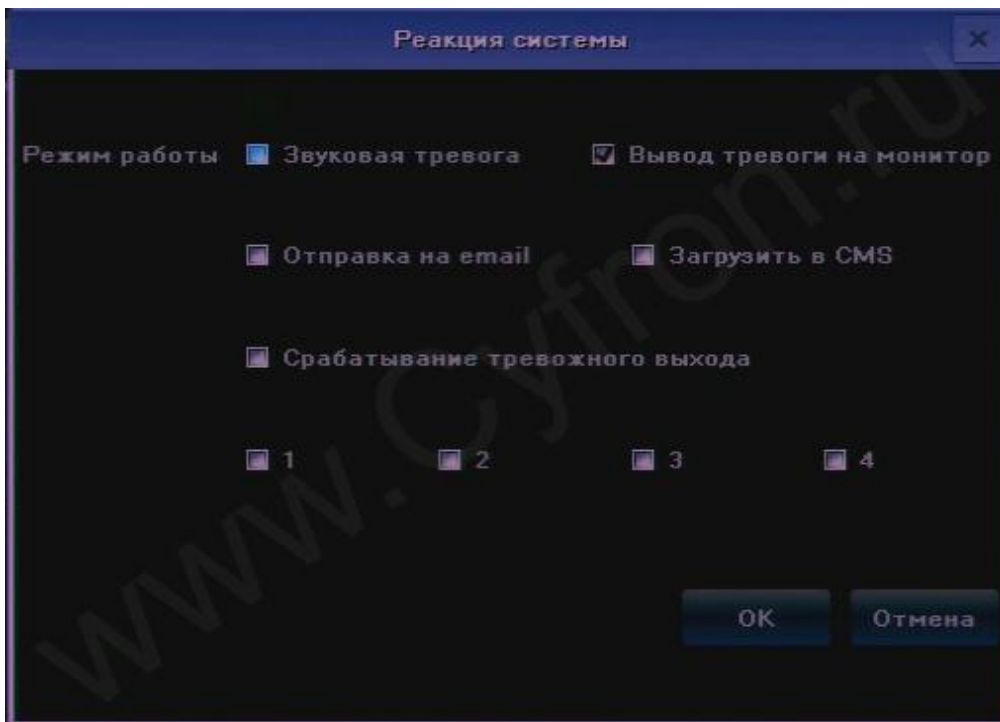 Реакция системы
Режим работы Звуковая тревога Вывод тревоги на монитор
Отправка на email Загрузить в CMS
Срабатывание тревожного выхода
1 2 3 4
OK Отмена
www.Cyfron.ru